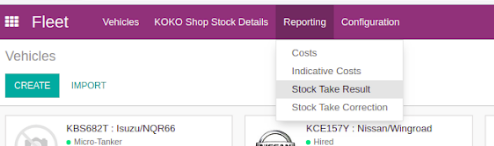 Fleet Vehicles KOKO Shop Stock Details Reporting Configuration
Costs
Vehicles
Indicative Costs
CREATE IMPORT
Stock Take Result
Stock Take Correction
KBS682T : Isuzu/NQR66
Micro-Tanker
KCE157Y : Nissan/Wingroad
Hired